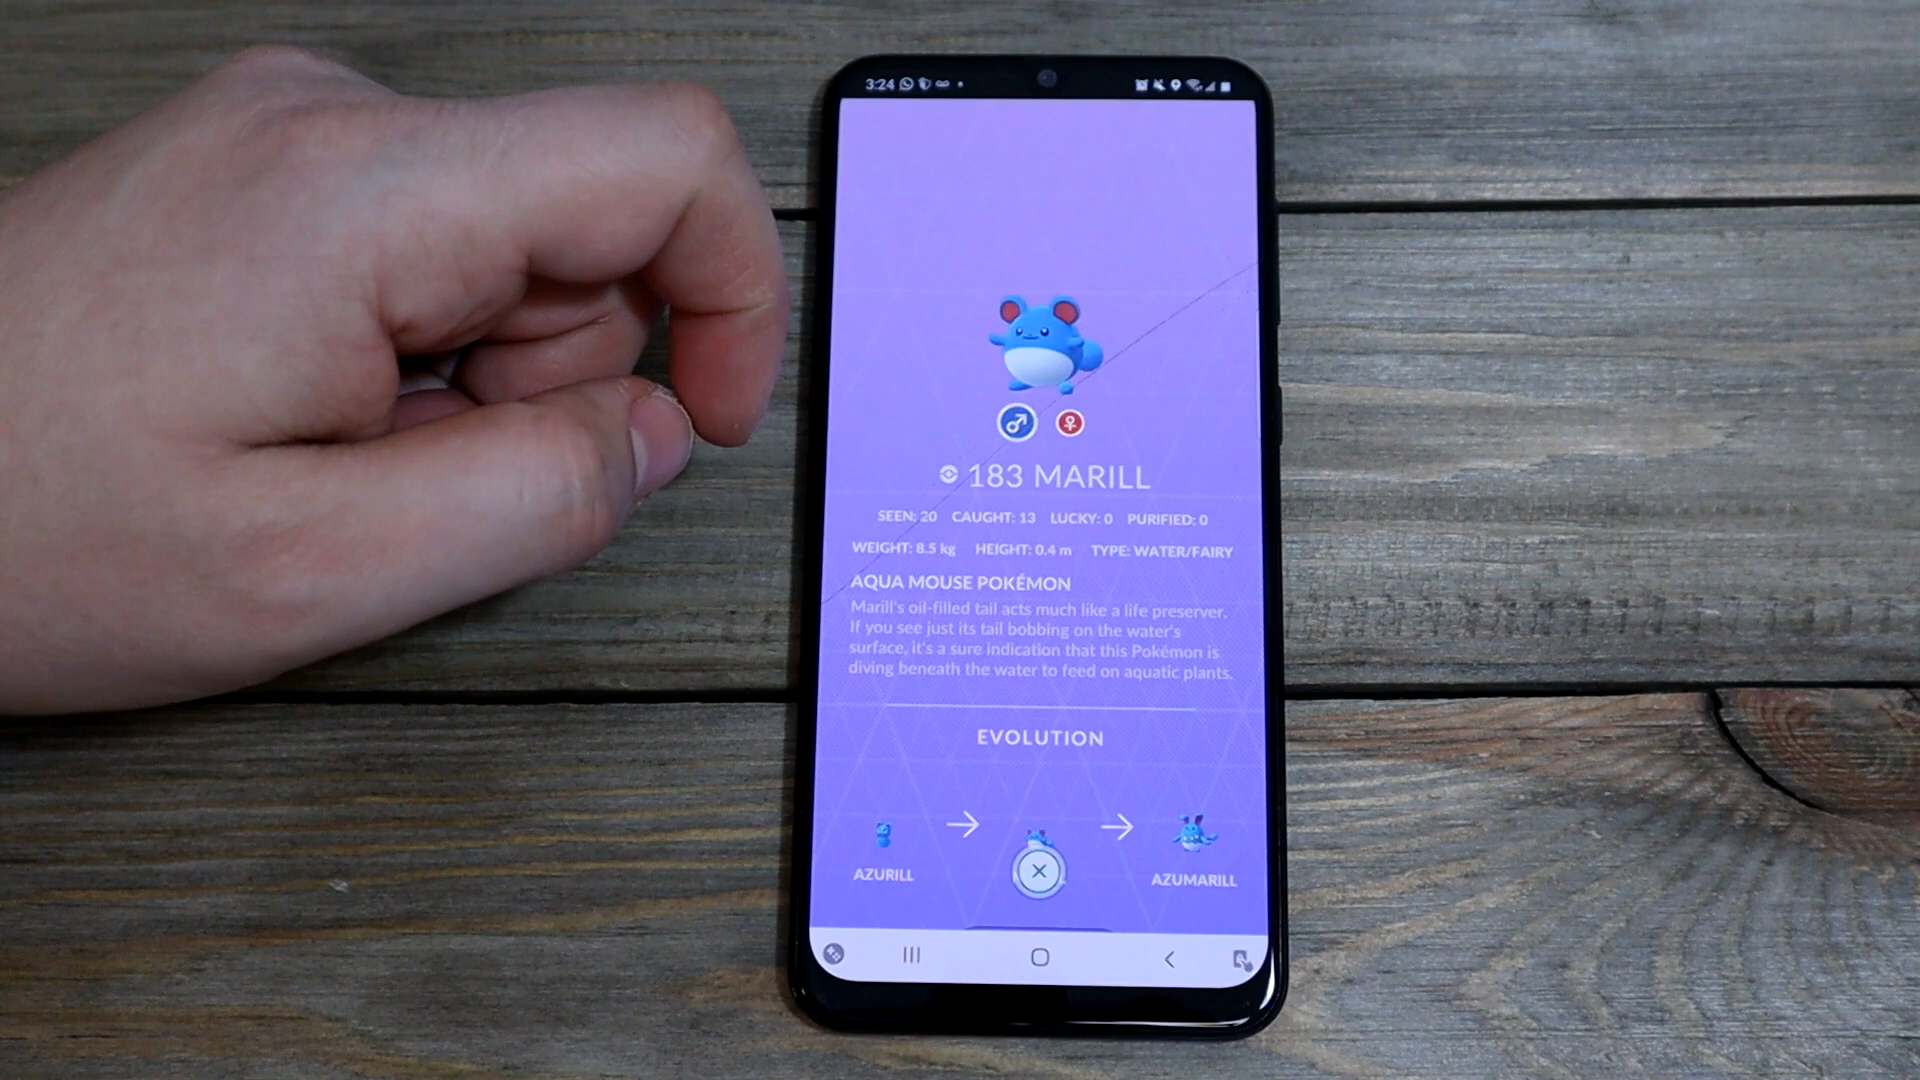 3:24
183 MARILL
SEEN: 20 CAUGHT: 13 LUCKY: 0 PURIFIED: 0
WEIGHT: 8.5 kg HEIGHT: 0.4 m TYPE: WATER/FAIRY
AQUA MOUSE POKÉMON
Marill's oil-filled tail acts much like a life preserver.
If you see just its tail bobbing on the water's
surface, it's a sure indication that this Pokémon is
diving beneath the water to feed on aquatic plants.
EVOLUTION
AZURILL
AZUMARILL